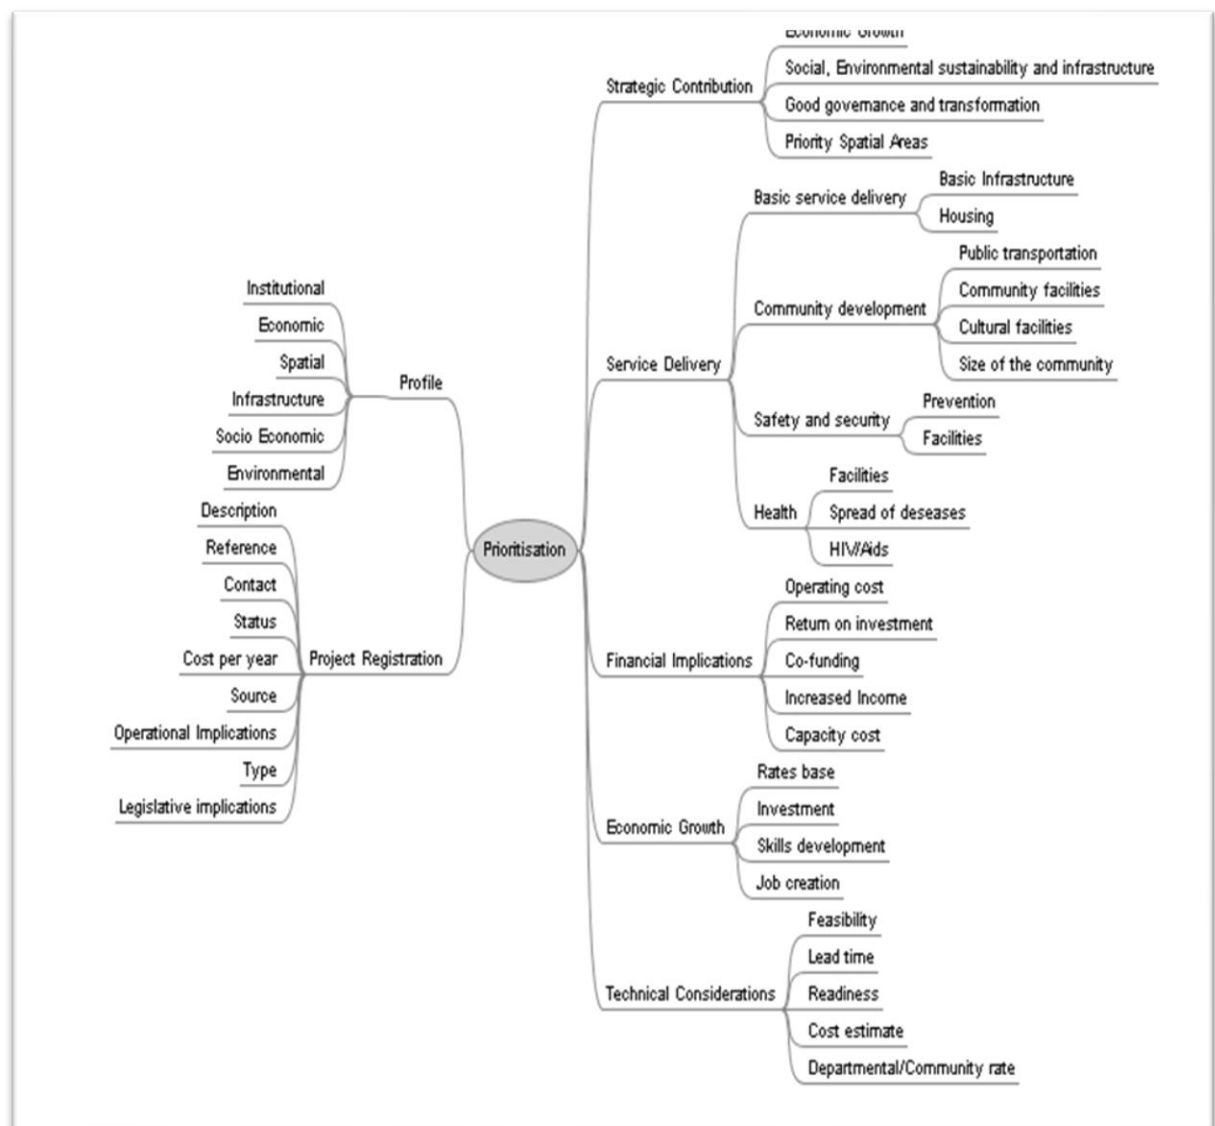 Economic Growth
Social, Environmental sustainability and infrastructure
Strategic Contribution
Good governance and transformation
Priority Spatial Areas
Basic Infrastructure
Basic service delivery
Housing
Public transportation
Community facilities
Community development
Cultural facilities
Size of the community
Service Delivery
Prevention
Safety and security
Facilities
Facilities
Health
Spread of deseases
HIV/Aids
Institutional
Economic
Spatial
Profile
Infrastructure
Socio Economic
Environmental
Prioritisation
Description
Reference
Contact
Status
Cost per year
Project Registration
Source
Operational Implications
Type
Legislative implications
Operating cost
Return on investment
Financial Implications
Co-funding
Increased Income
Capacity cost
Rates base
Investment
Economic Growth
Skills development
Job creation
Feasibility
Lead time
Technical Considerations
Readiness
Cost estimate
Departmental/Community rate